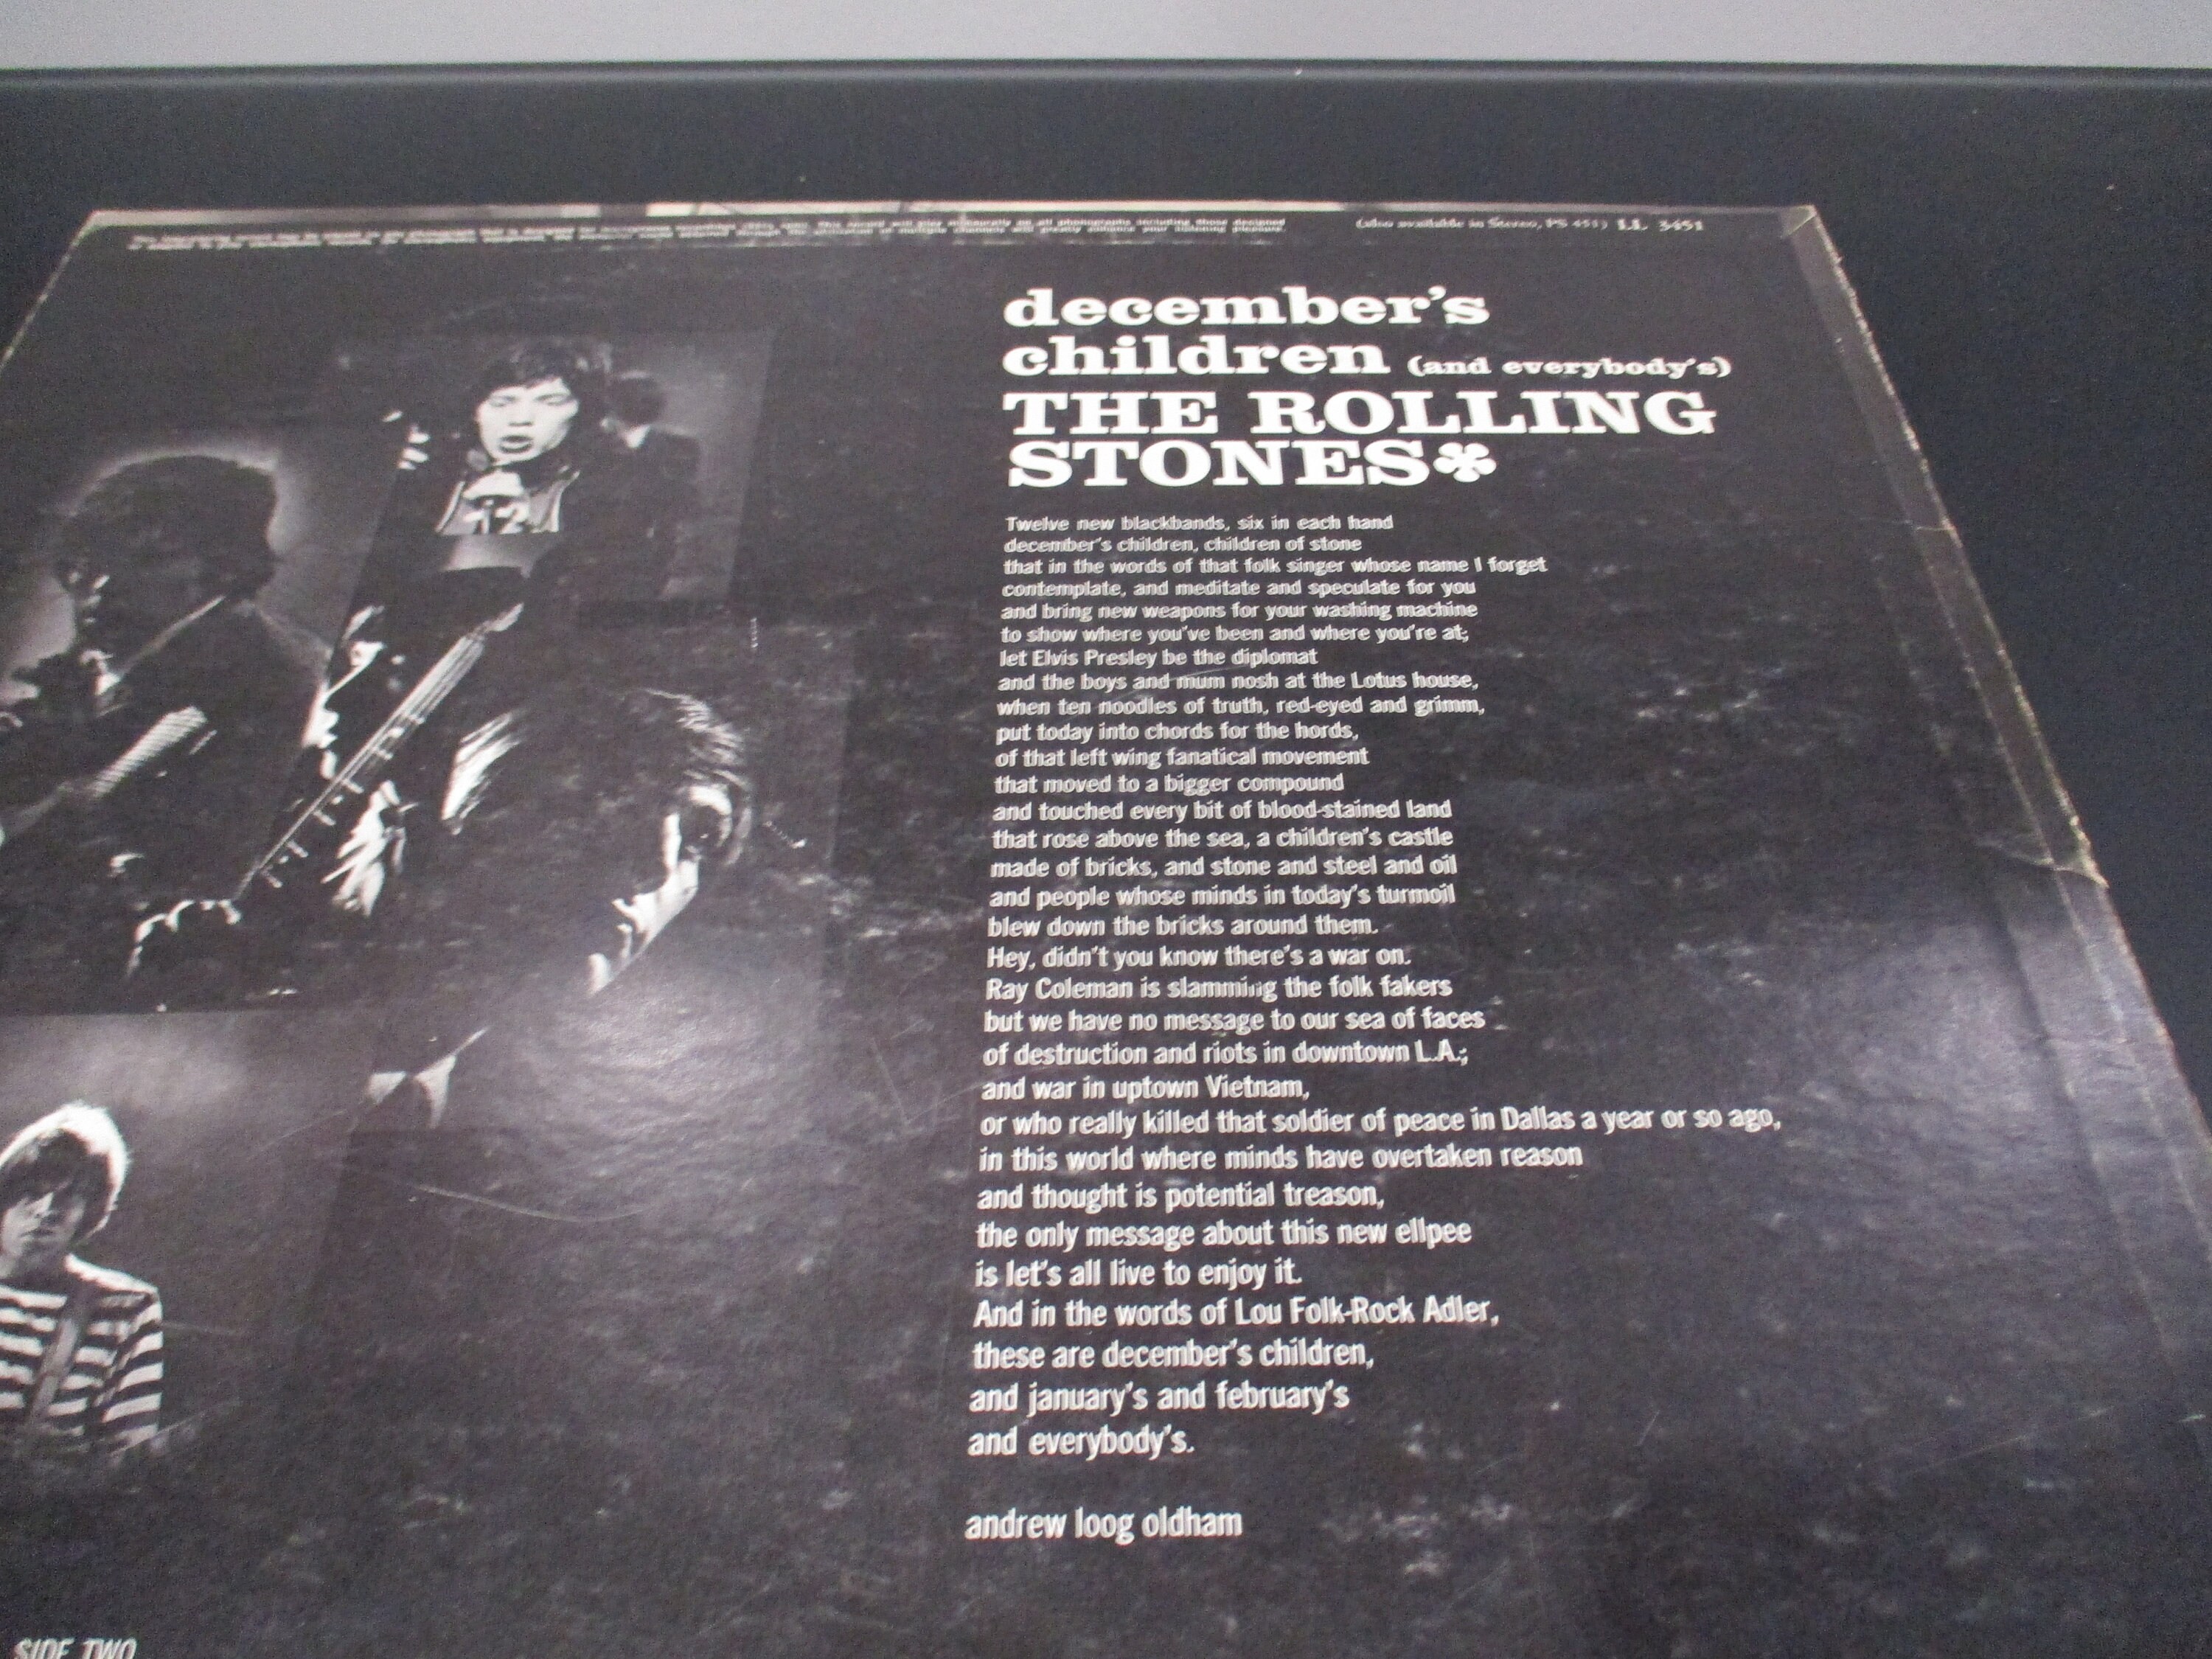 (also available in Stereo, PS 451) LL 3451
december's
children (and everybody's)
THE ROLLING
STONES*
12
Twelve new blackbands, six in each hand
december's children, children of stone
that in the words of that folk singer whose name I forget
contemplate, and meditate and speculate for you
and bring new weapons for your washing machine
to show where you've been and where you're at;
let Elvis Presley be the diplomat
and the boys and mum nosh at the Lotus house,
when ten noodles of truth, red-eyed and grimm,
put today into chords for the hords,
of that left wing fanatical movement
that moved to a bigger compound
and touched every bit of blood-stained land
that rose above the sea, a children's castle
made of bricks, and stone and steel and oil
and people whose minds in today's turmoil
blew down the bricks around them.
Hey, didn't you know there's a war on.
Ray Coleman is slamming the folk fakers
but we have no message to our sea of faces
of destruction and riots in downtown L.A.;
and war in uptown Vietnam,
or who really killed that soldier of peace in Dallas a year or so ago,
in this world where minds have overtaken reason
and thought is potential treason,
the only message about this new ellpee
is let's all live to enjoy it.
And in the words of Lou Folk-Rock Adler,
these are december's children,
and january's and february's
and everybody's.
andrew loog oldham
SIDE TWO